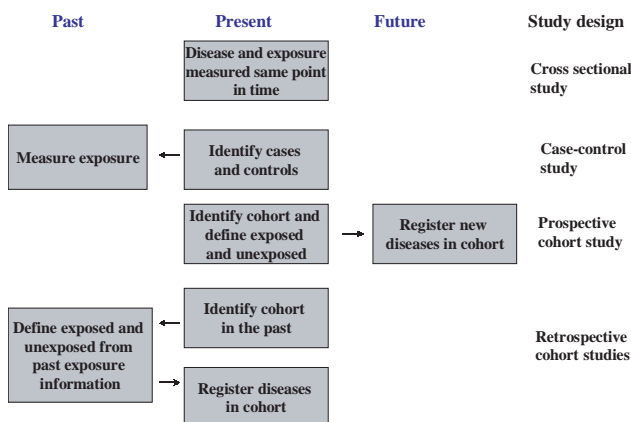 Past Present Future Study design
Disease and exposure
measured same point
in time
Cross sectional
study
Measure exposure
Identify cases
and controls
Case-control
study
Identify cohort and
define exposed
and unexposed
Register new
diseases in cohort
Prospective
cohort study
Define exposed and
unexposed from
past exposure
information
Identify cohort
in the past
Register diseases
in cohort
Retrospective
cohort studies